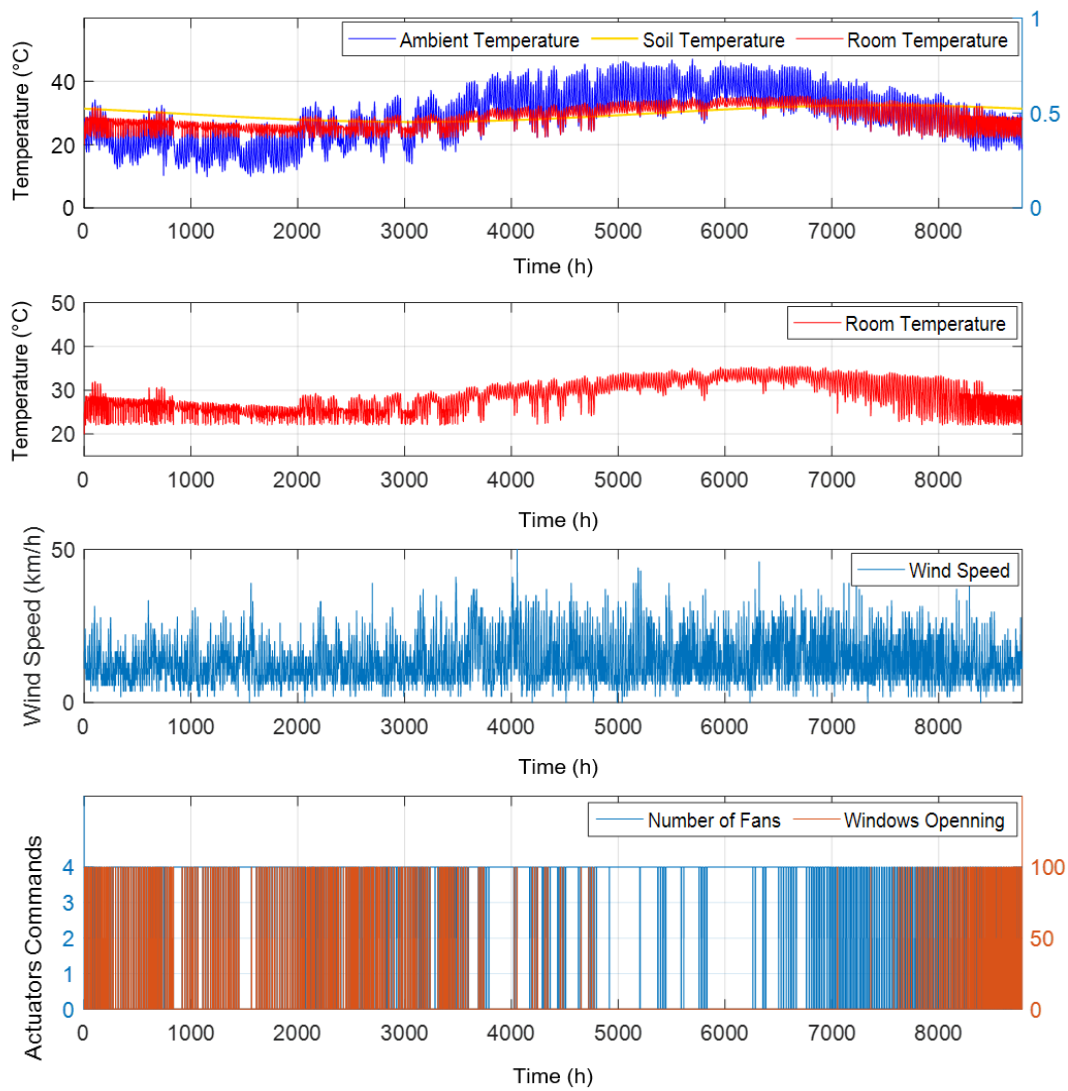 1
Ambient Temperature Soil Temperature Room Temperature
Temperature (°C)
40
20
0
0.5
0
0 1000 2000 3000 4000 5000 6000 7000 8000
Time (h)
50
Room Temperature
Temperature (°C)
40
30
20
0 1000 2000 3000 4000 5000 6000 7000 8000
Time (h)
50
Wind Speed
Wind Speed (km/h)
0
0 1000 2000 3000 4000 5000 6000 7000 8000
Time (h)
Number of Fans Windows Openning
Actuators Commands
4
3
2
1
0
100
50
0
0 1000 2000 3000 4000 5000 6000 7000 8000
Time (h)